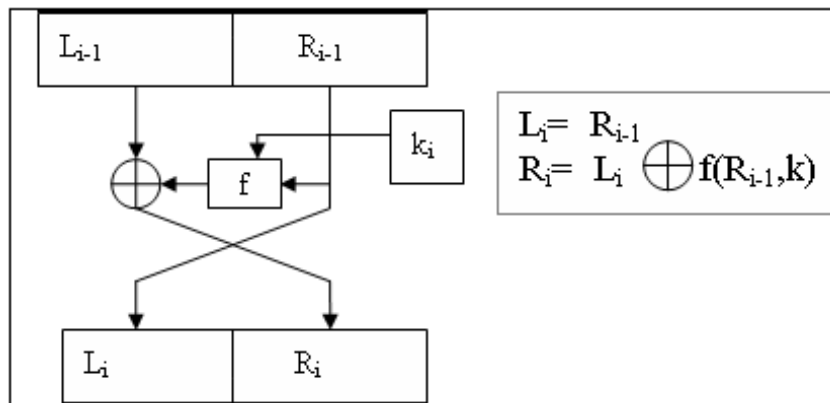 Lᵢ₋₁ Rᵢ₋₁
kᵢ
f
Lᵢ= Rᵢ₋₁
Rᵢ= Lᵢ ⊕ f(Rᵢ₋₁,k)
Lᵢ Rᵢ